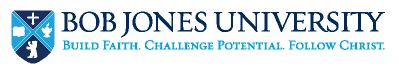 BOB JONES UNIVERSITY
BUILD FAITH. CHALLENGE POTENTIAL. FOLLOW CHRIST.